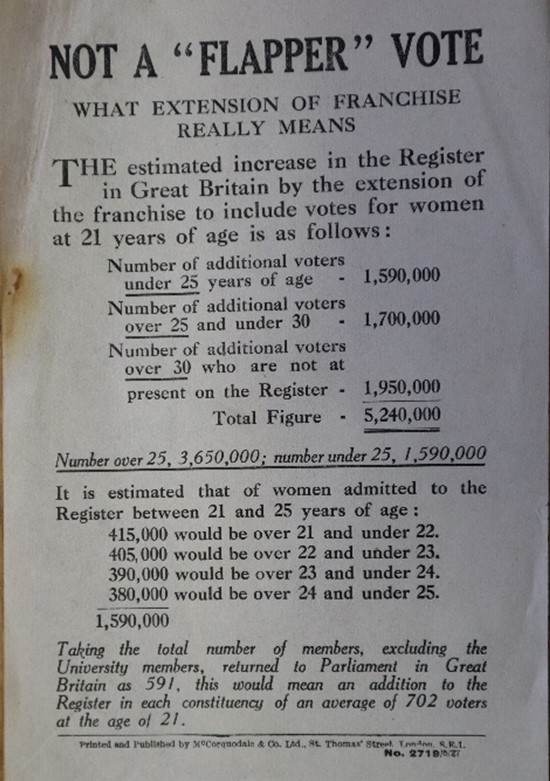 NOT A “FLAPPER” VOTE
WHAT EXTENSION OF FRANCHISE
REALLY MEANS
THE estimated increase in the Register
in Great Britain by the extension of
the franchise to include votes for women
at 21 years of age is as follows:
Number of additional voters
under 25 years of age - 1,590,000
Number of additional voters
over 25 and under 30 - 1,700,000
Number of additional voters
over 30 who are not at
present on the Register - 1,950,000
Total Figure - 5,240,000
Number over 25, 3,650,000; number under 25, 1,590,000
It is estimated that of women admitted to the
Register between 21 and 25 years of age:
415,000 would be over 21 and under 22.
405,000 would be over 22 and under 23.
390,000 would be over 23 and under 24.
380,000 would be over 24 and under 25.
1,590,000
Taking the total number of members, excluding the
University members, returned to Parliament in Great
Britain as 591, this would mean an addition to the
Register in each constituency of an average of 702 voters
at the age of 21.
Printed and Published by McCorquodale & Co. Ltd., St. Thomas' Street, London, S.E.1.
No. 2718/5/27